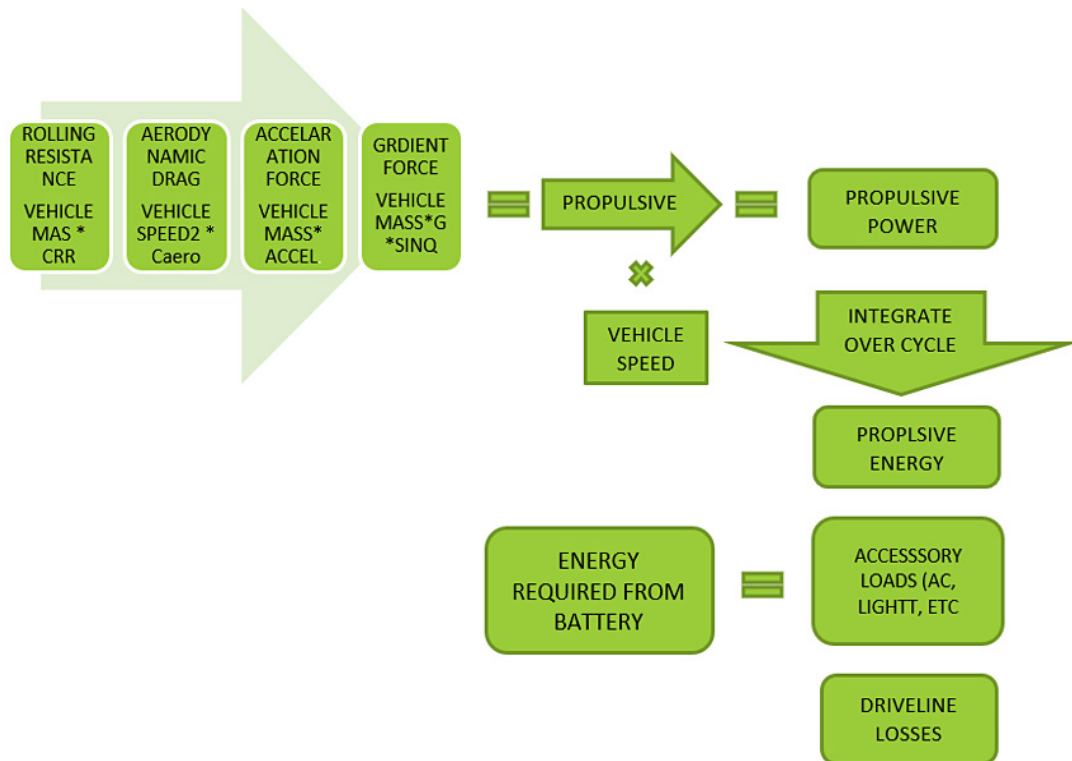 ROLLING
RESISTA
NCE
VEHICLE
MAS *
CRR
AERODY
NAMIC
DRAG
VEHICLE
SPEED2 *
Caero
ACCELAR
ATION
FORCE
VEHICLE
MASS*
ACCEL.
GRDIENT
FORCE
VEHICLE
MASS*G
*SINQ
=
PROPULSIVE
=
PROPULSIVE
POWER
×
VEHICLE
SPEED
INTEGRATE
OVER CYCLE
PROPLSIVE
ENERGY
ENERGY
REQUIRED FROM
BATTERY
=
ACCESSSORY
LOADS (AC,
LIGHTT, ETC
DRIVELINE
LOSSES